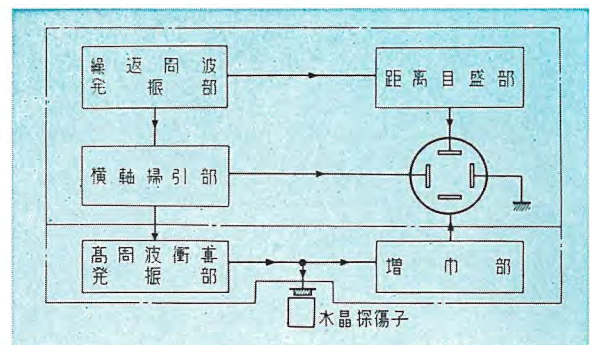 繰返周波
発振部
距離目盛部
横軸掃引部
高周波衝撃
発振部
増巾部
水晶探傷子